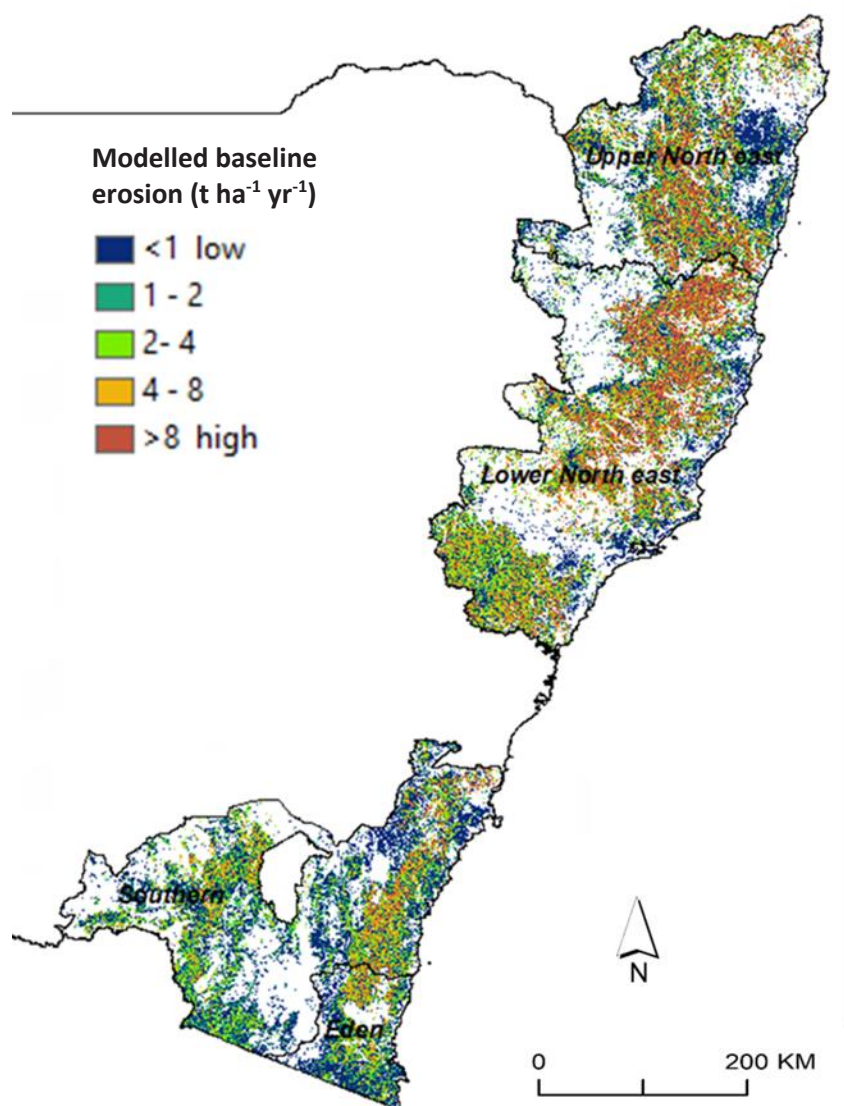 Upper North east
Modelled baseline
erosion (t ha⁻¹ yr⁻¹)
<1 low
1 - 2
2- 4
4 - 8
>8 high
Lower North east
Southern
N
Eden
0 200 KM